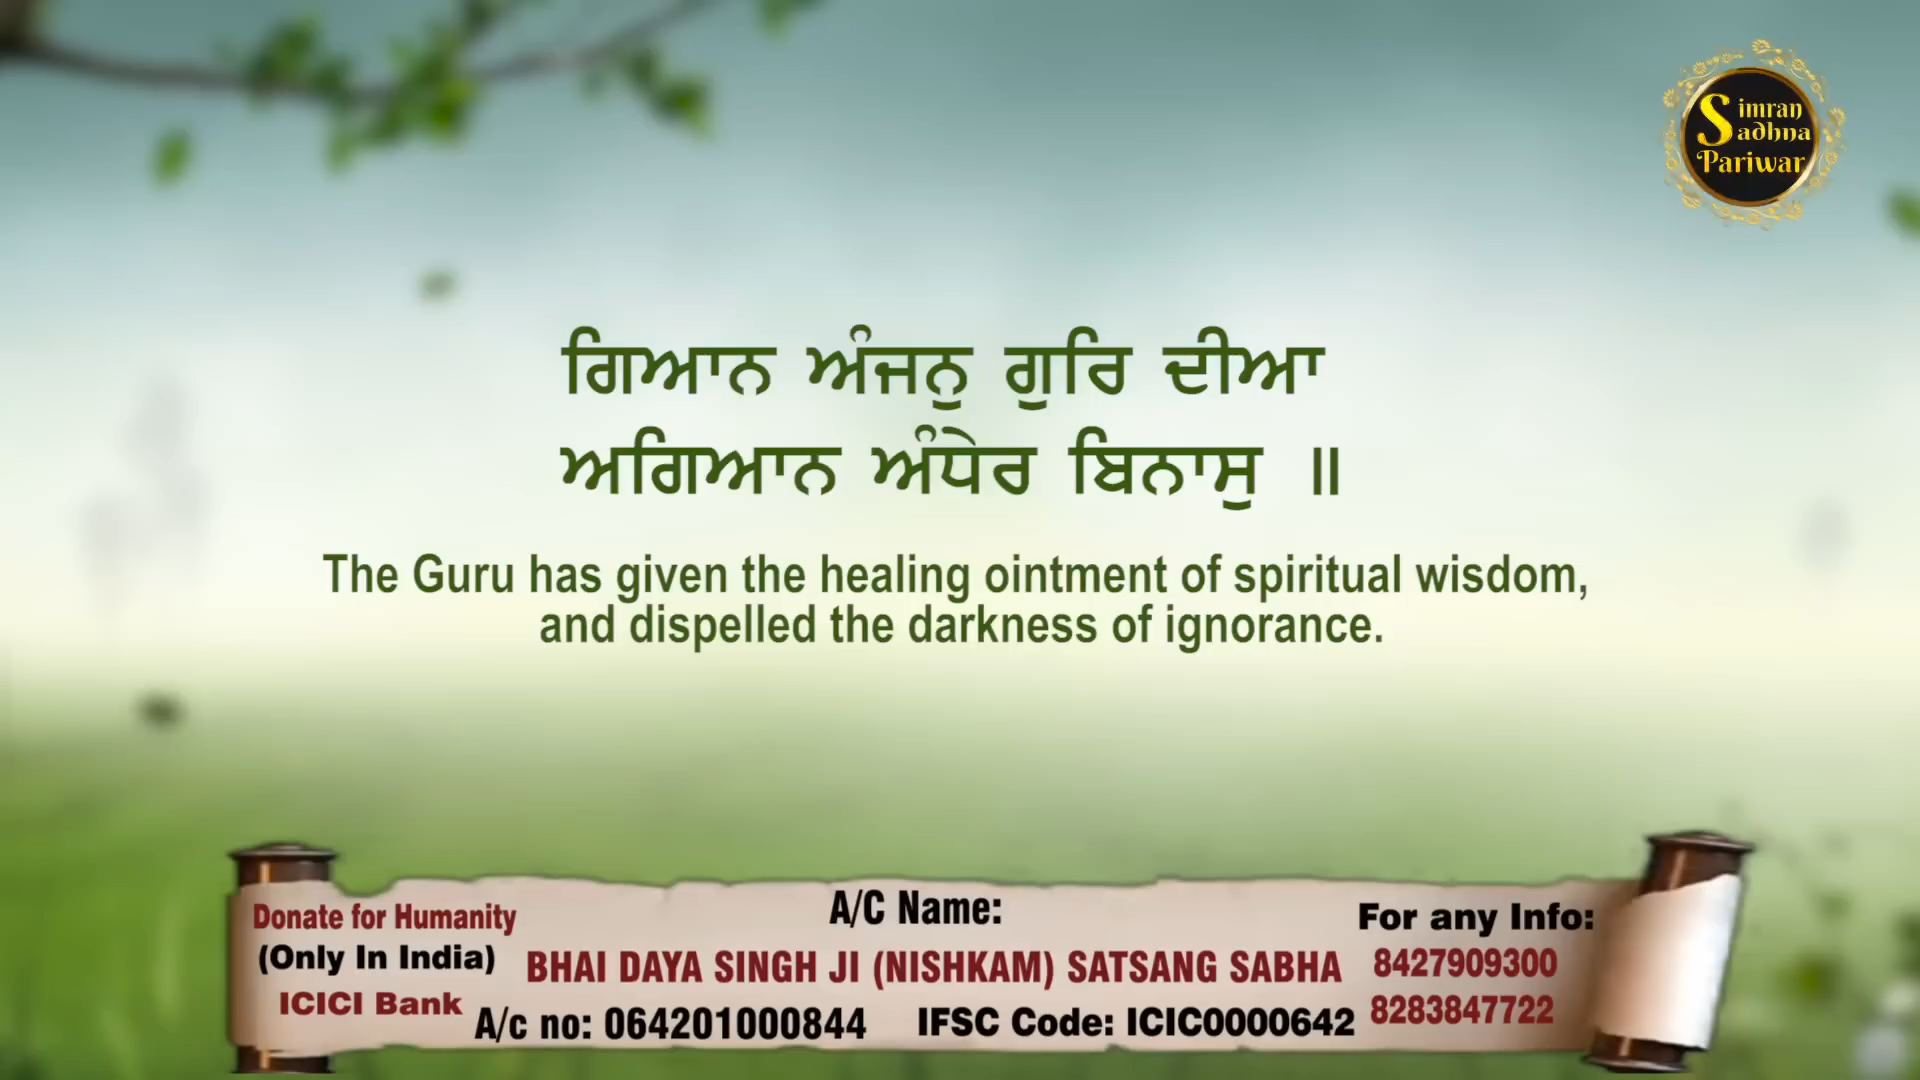 Simran
Sadhna
Pariwar
ਗਿਆਨ ਅੰਜਨੁ ਗੁਰਿ ਦੀਆ
ਅਗਿਆਨ ਅੰਧੇਰ ਬਿਨਾਸੁ ॥
The Guru has given the healing ointment of spiritual wisdom,
and dispelled the darkness of ignorance.
Donate for Humanity
(Only In India)
ICICI Bank
A/C Name:
BHAI DAYA SINGH JI (NISHKAM) SATSANG SABHA
A/c no: 064201000844 IFSC Code: ICIC0000642
For any Info:
8427909300
8283847722